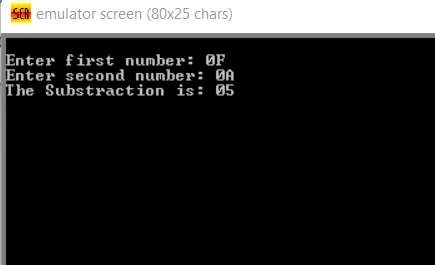 emulator screen (80x25 chars)
Enter first number: 0F
Enter second number: 0A
The Substraction is: 05